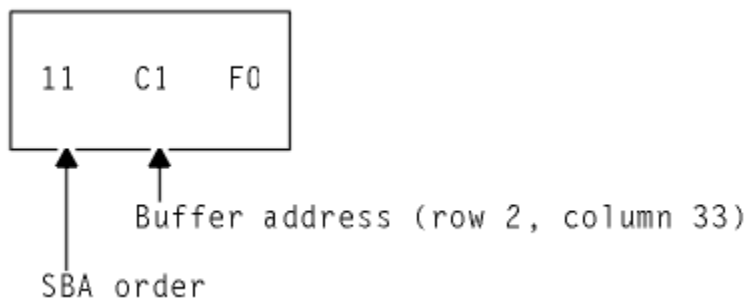 11 C1 F0
Buffer address (row 2, column 33)
SBA order